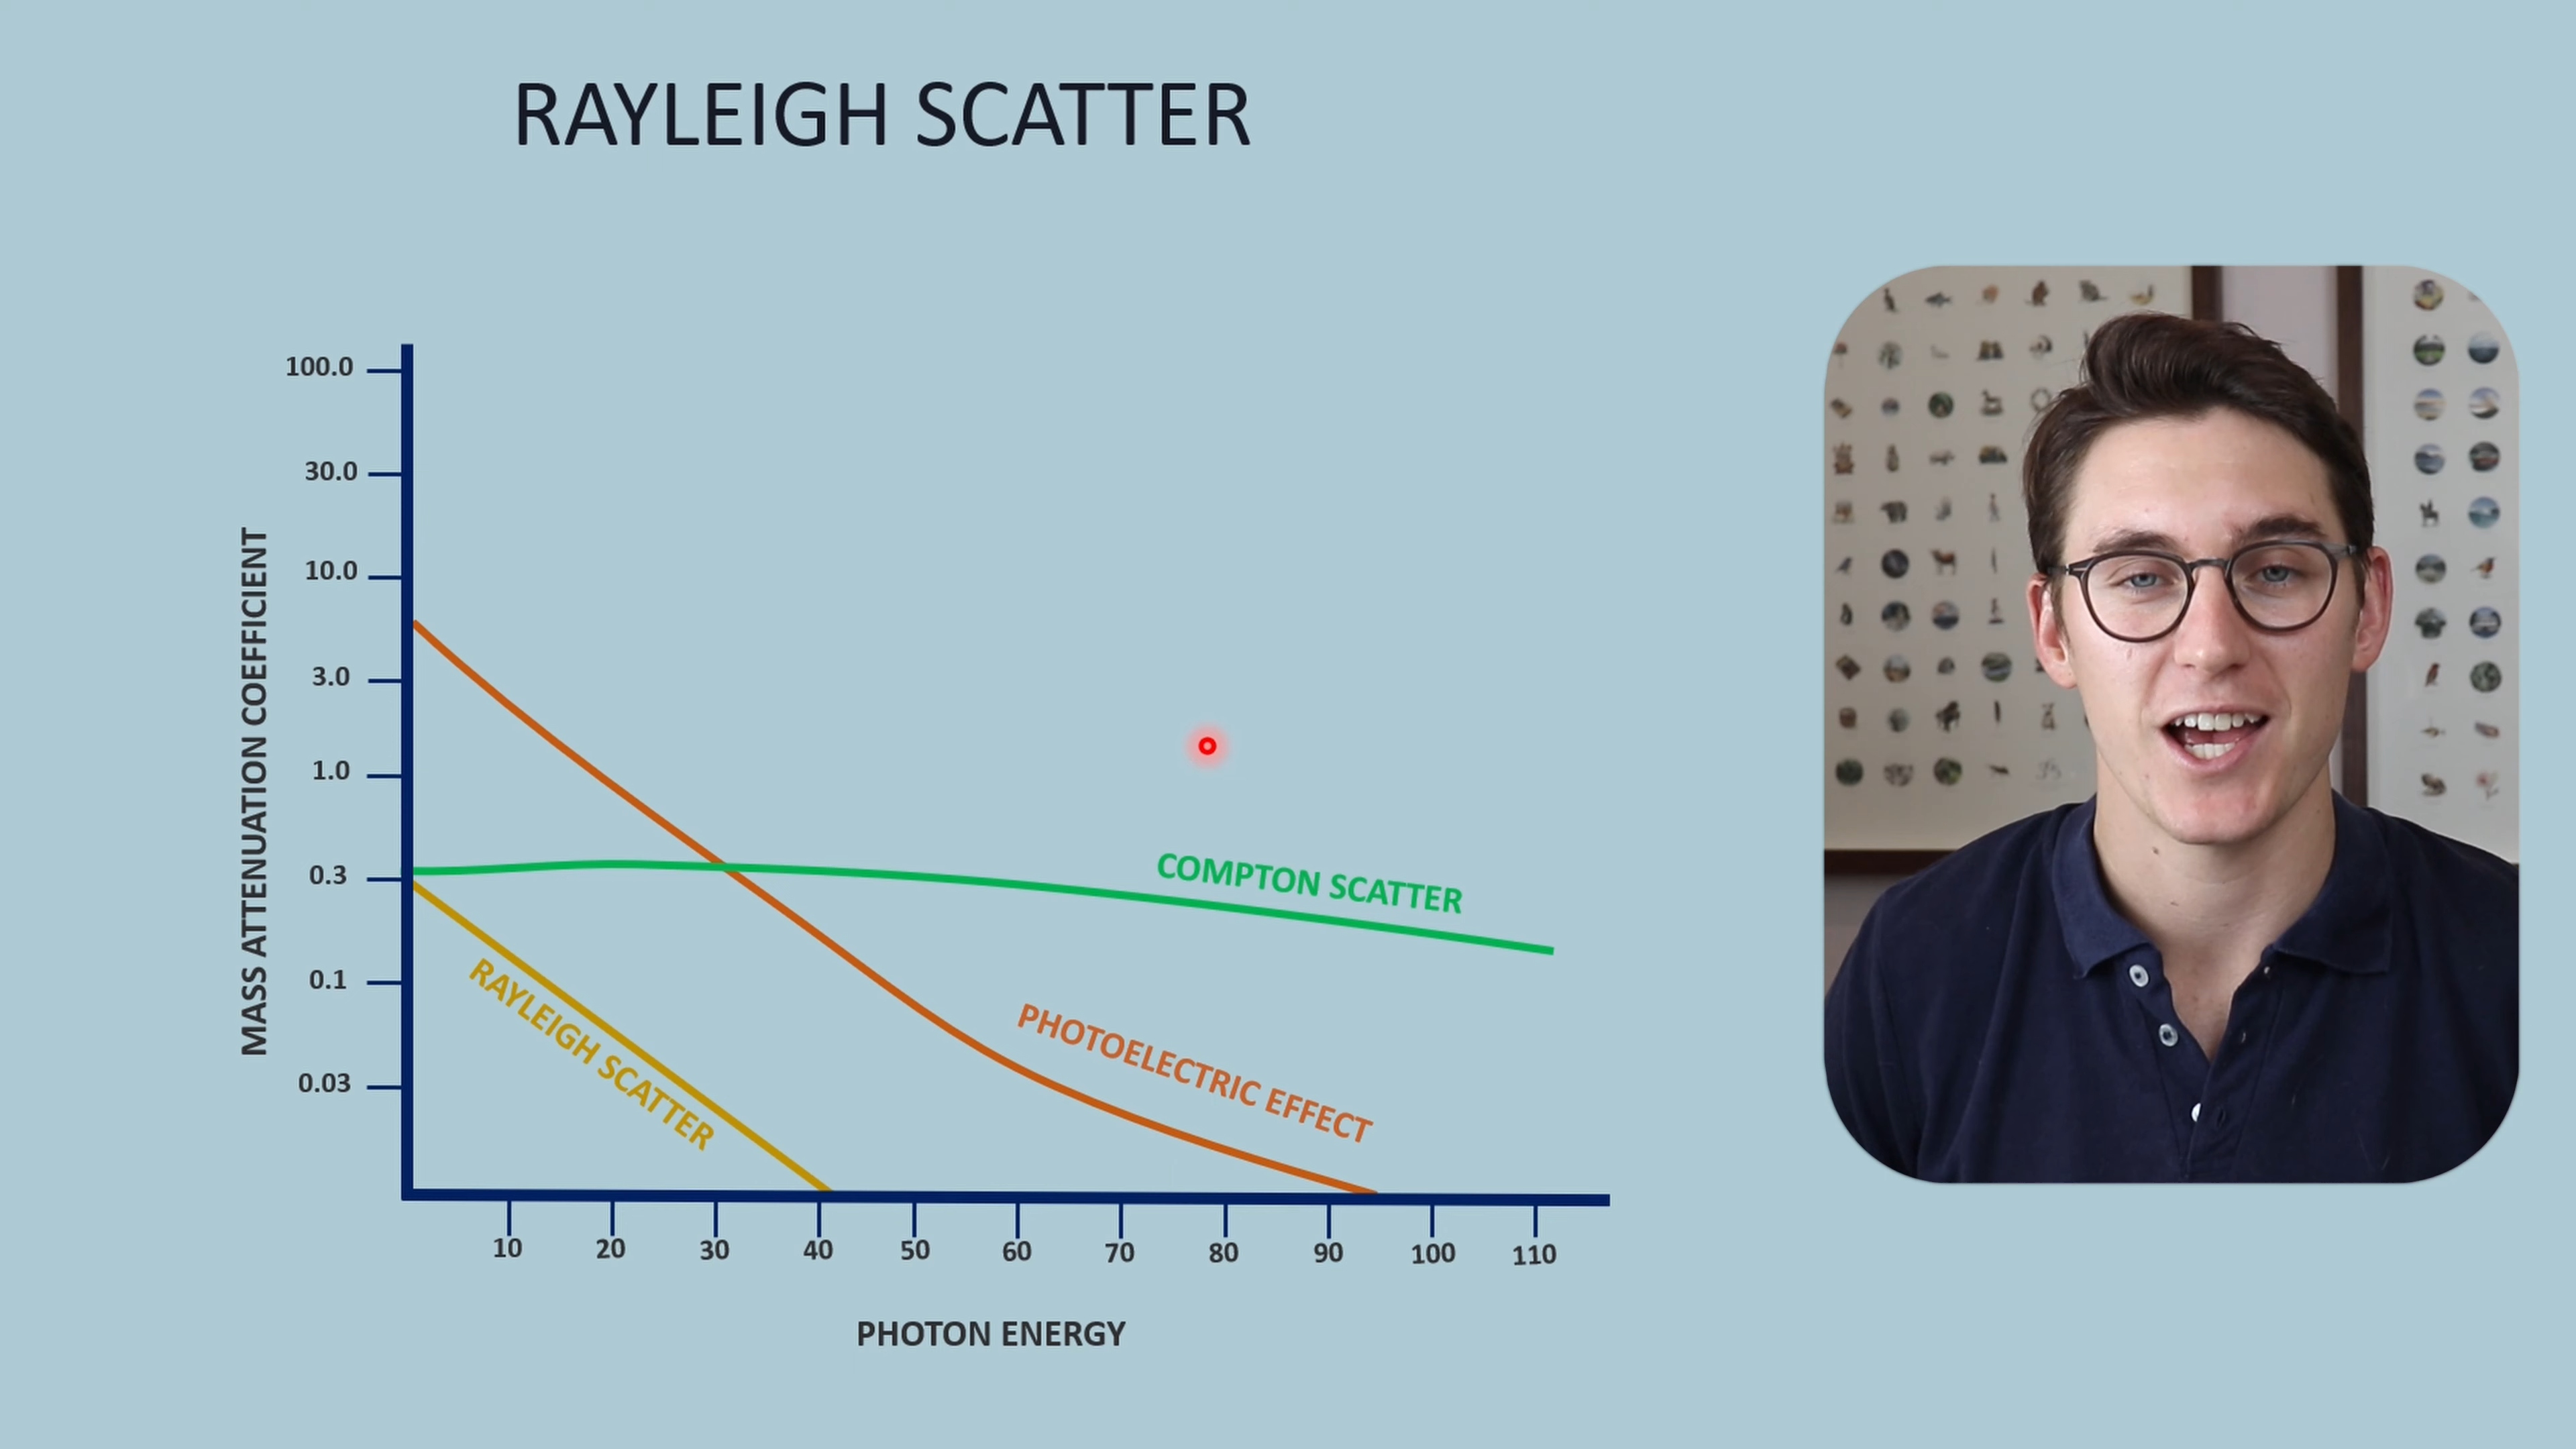 RAYLEIGH SCATTER
100.0
30.0
10.0
3.0
1.0
0.3
0.1
0.03
MASS ATTENUATION COEFFICIENT
COMPTON SCATTER
PHOTOELECTRIC EFFECT
RAYLEIGH SCATTER
10 20 30 40 50 60 70 80 90 100 110
PHOTON ENERGY